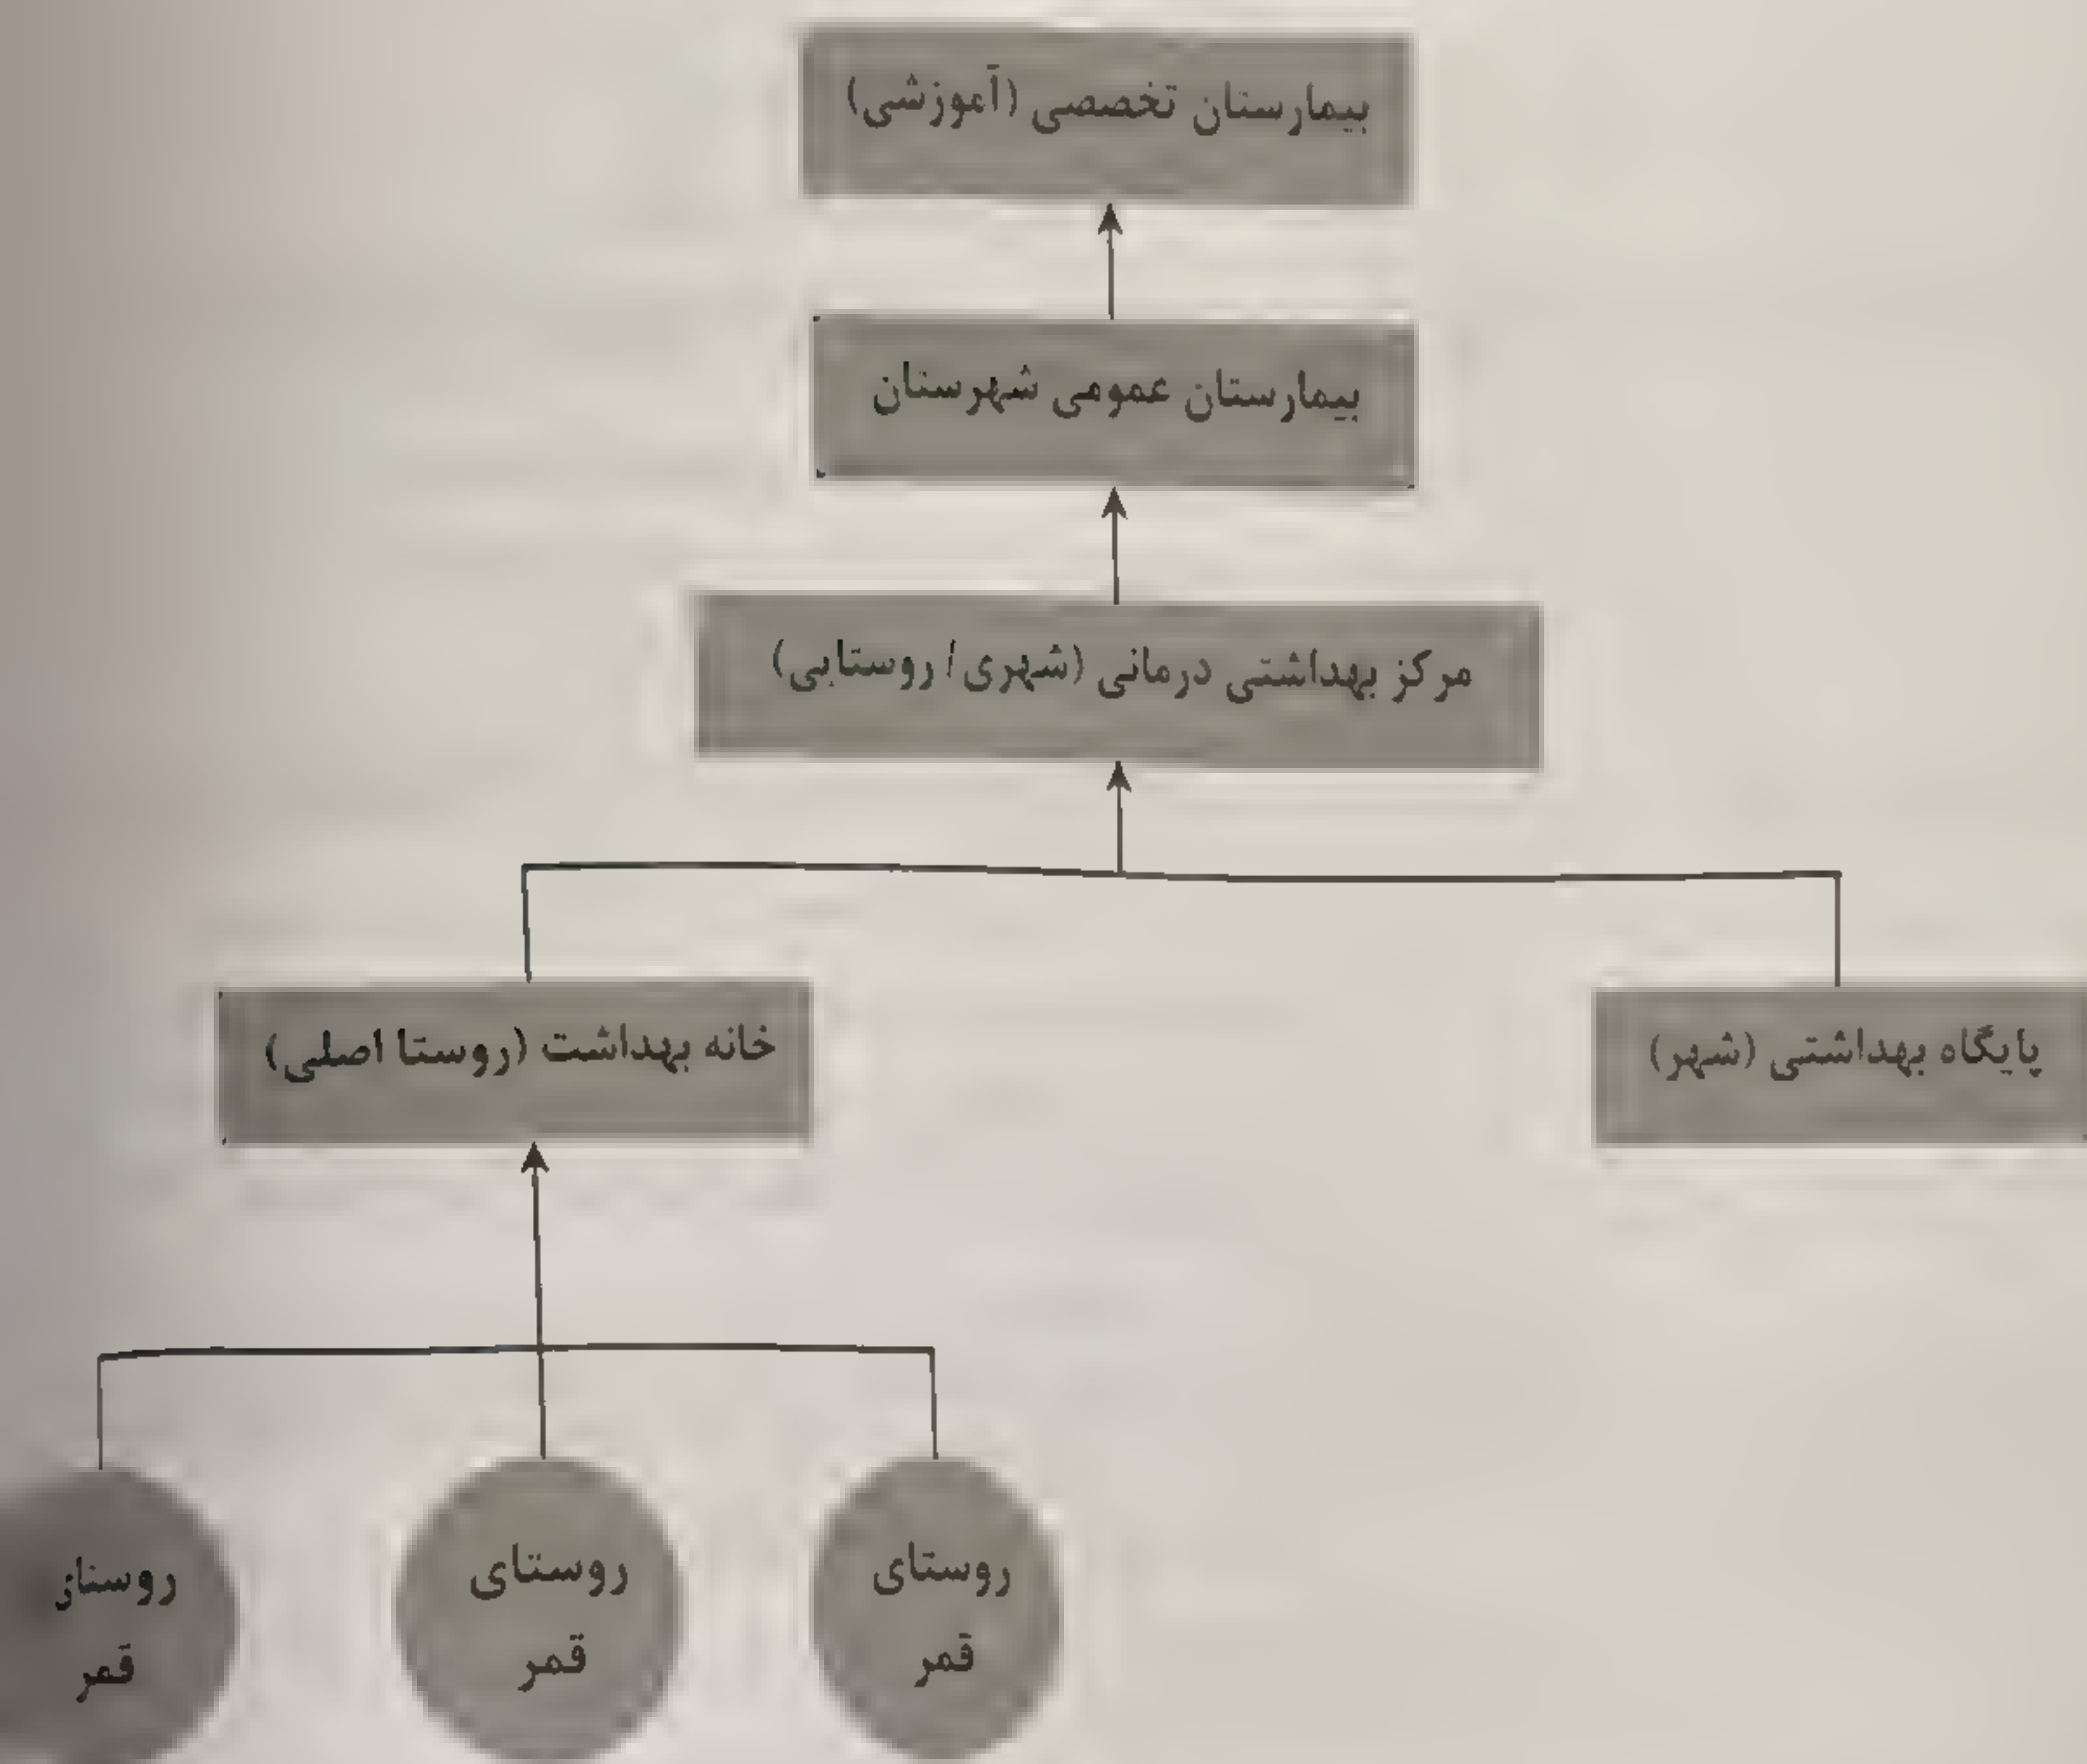 بیمارستان تخصصی (آموزشی)
بیمارستان عمومی شهرستان
مرکز بهداشتی درمانی (شهری / روستایی)
پایگاه بهداشتی (شهر)
خانه بهداشت (روستا اصلی)
روستای
قمر
روستای
قمر
روستای
قمر